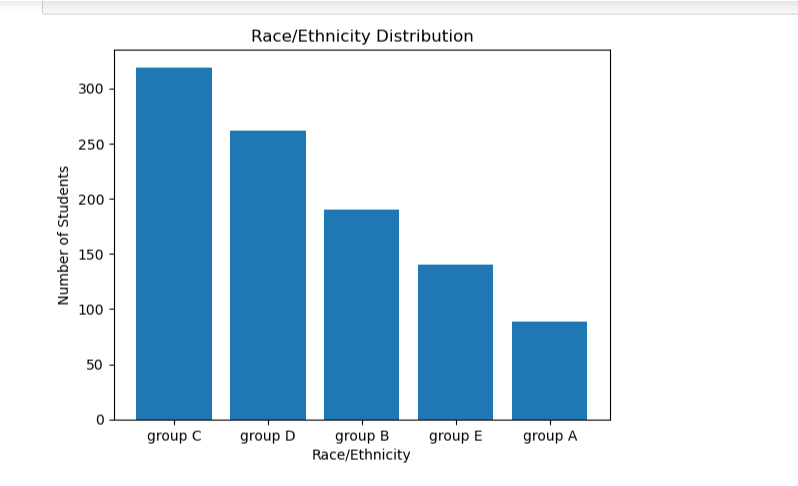 Race/Ethnicity Distribution
Number of Students
300
250
200
150
100
50
0
group C group D group B group E group A
Race/Ethnicity